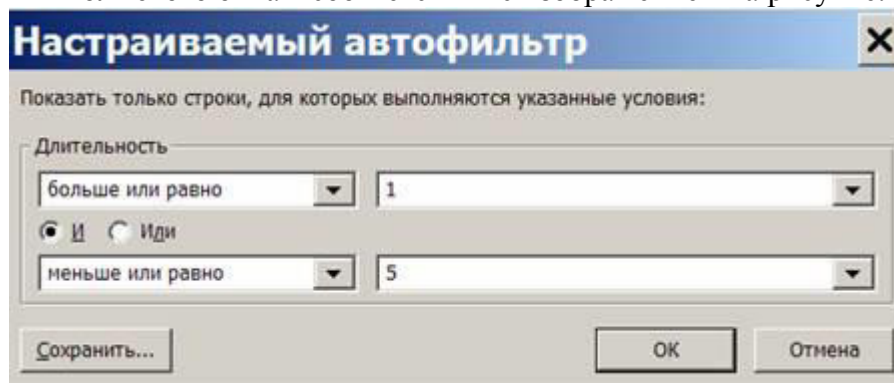 Настраиваемый автофильтр
Показать только строки, для которых выполняются указанные условия:
Длительность
больше или равно 1
И Или
меньше или равно 5
Сохранить... ОК Отмена